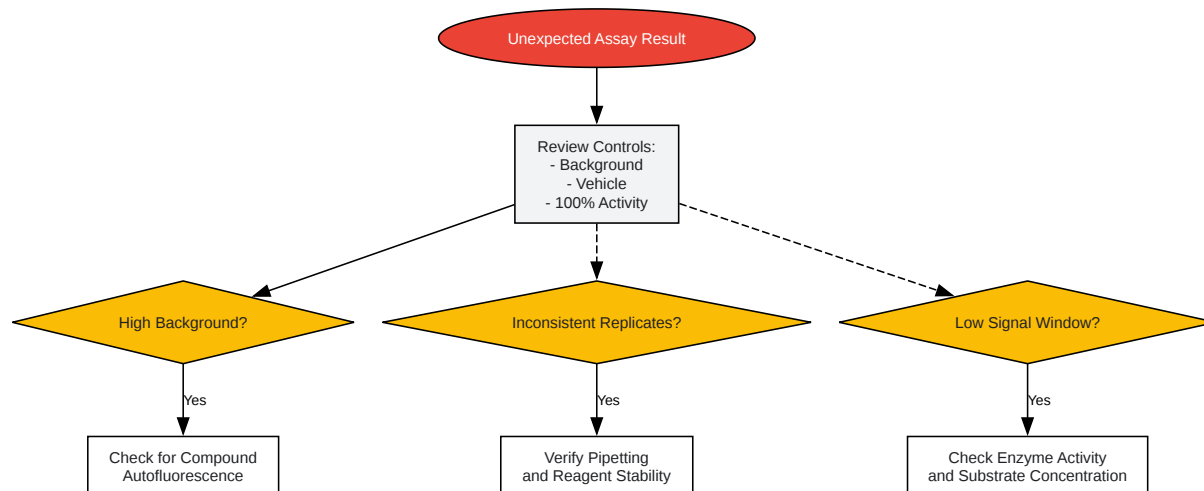 Unexpected Assay Result
Review Controls:
- Background
- Vehicle
- 100% Activity
High Background?
Inconsistent Replicates?
Low Signal Window?
Yes
Yes
Yes
Check for Compound
Autofluorescence
Verify Pipetting
and Reagent Stability
Check Enzyme Activity
and Substrate Concentration